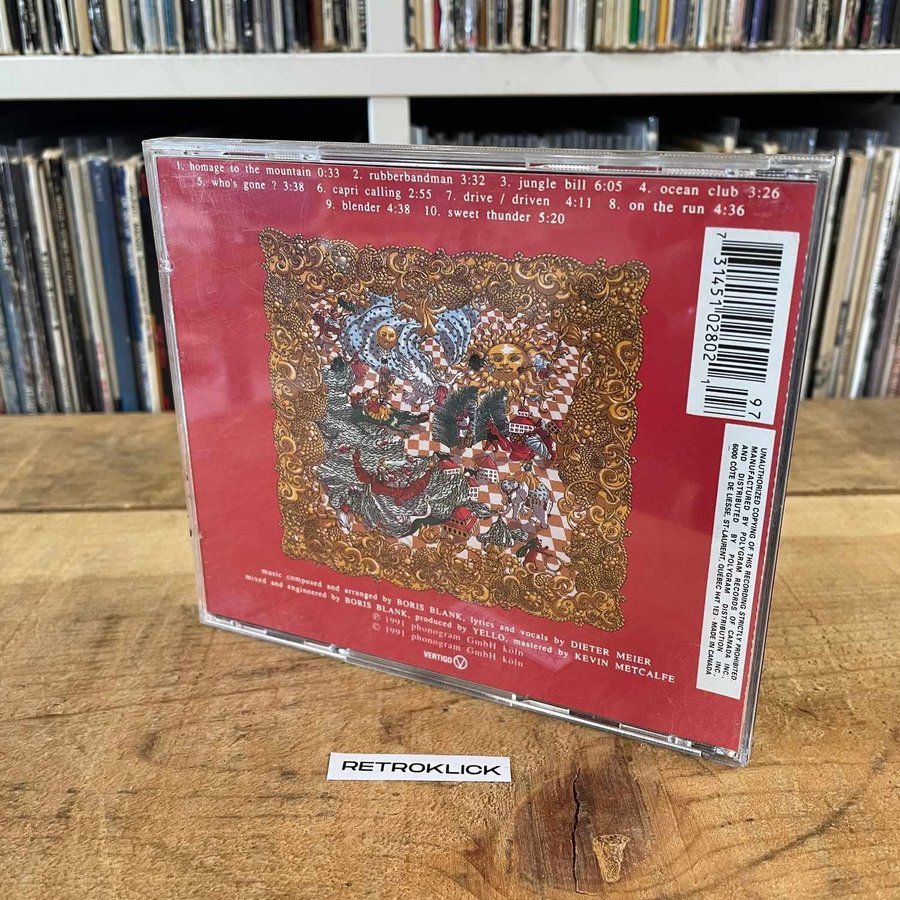 1. homage to the mountain 0:33 2. rubberbandman 3:32 3. jungle bill 6:05 4. ocean club 3:26
5. who's gone ? 3:38 6. capri calling 2:55 7. drive / driven 4:11 8. on the run 4:36
9. blender 4:38 10. sweet thunder 5:20
7 31451 02802 1
97
UNAUTHORIZED COPYING OF THIS RECORDING STRICTLY PROHIBITED
MANUFACTURED BY POLYGRAM RECORDS OF CANADA INC.,
AND DISTRIBUTED BY POLYGRAM DISTRIBUTION INC.,
6000 CÔTE DE LIESSE, ST-LAURENT, QUÉBEC H4T 1E3 · MADE IN CANADA
music composed and arranged by BORIS BLANK, lyrics and vocals by DIETER MEIER
mixed and engineered by BORIS BLANK, produced by YELLO, mastered by KEVIN METCALFE
℗ 1991 phonogram GmbH köln
© 1991 phonogram GmbH köln
VERTIGO
RETROKLICK